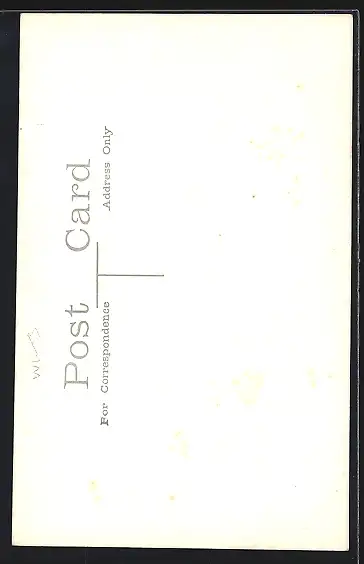 Post Card
For Correspondence
Address Only